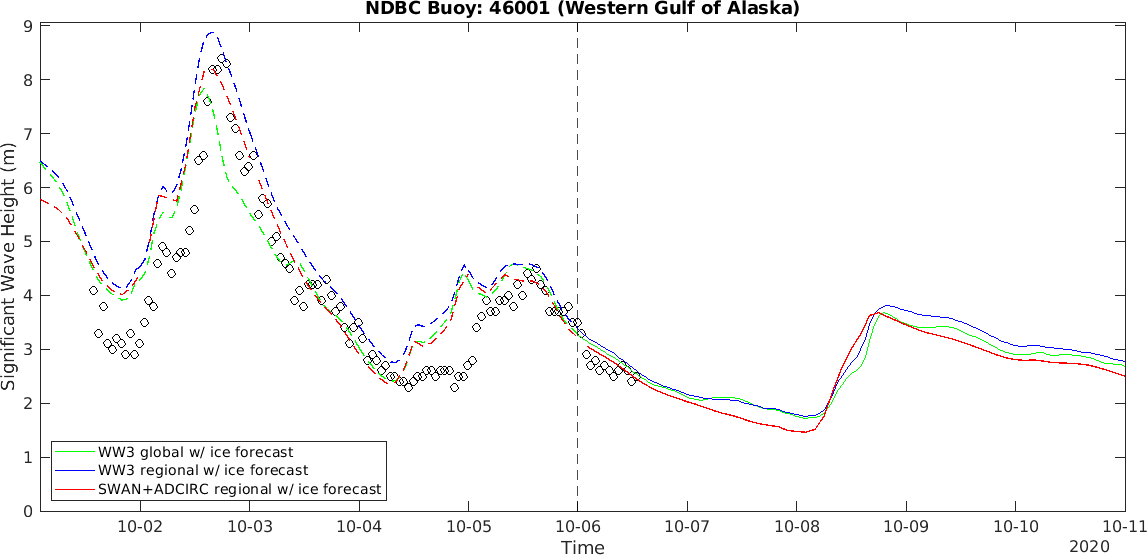 NDBC Buoy: 46001 (Western Gulf of Alaska)
Significant Wave Height (m)
9
8
7
6
5
4
3
2
1
0
WW3 global w/ ice forecast
WW3 regional w/ ice forecast
SWAN+ADCIRC regional w/ ice forecast
10-02 10-03 10-04 10-05 10-06 10-07 10-08 10-09 10-10 10-11
Time
2020